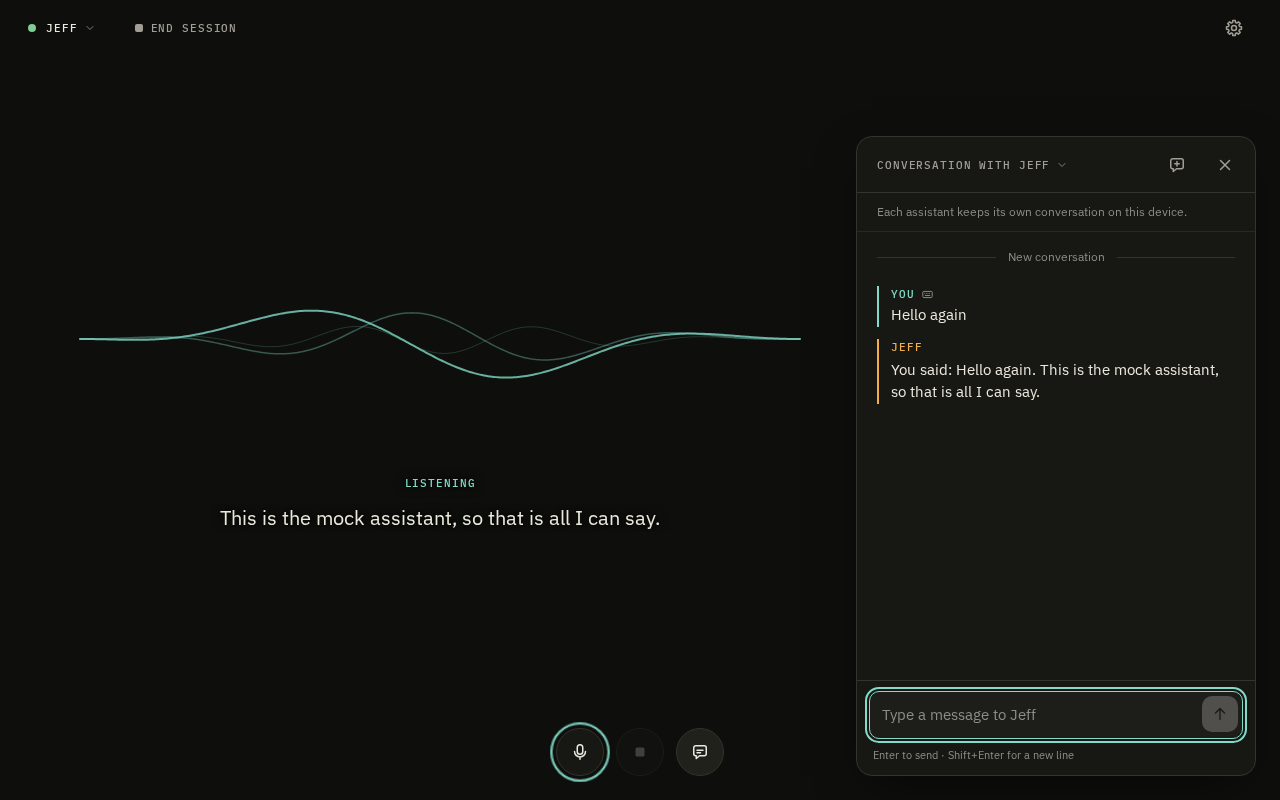 JEFF
END SESSION
CONVERSATION WITH JEFF
Each assistant keeps its own conversation on this device.
New conversation
YOU
Hello again
JEFF
You said: Hello again. This is the mock assistant,
so that is all I can say.
LISTENING
This is the mock assistant, so that is all I can say.
Type a message to Jeff
Enter to send · Shift+Enter for a new line